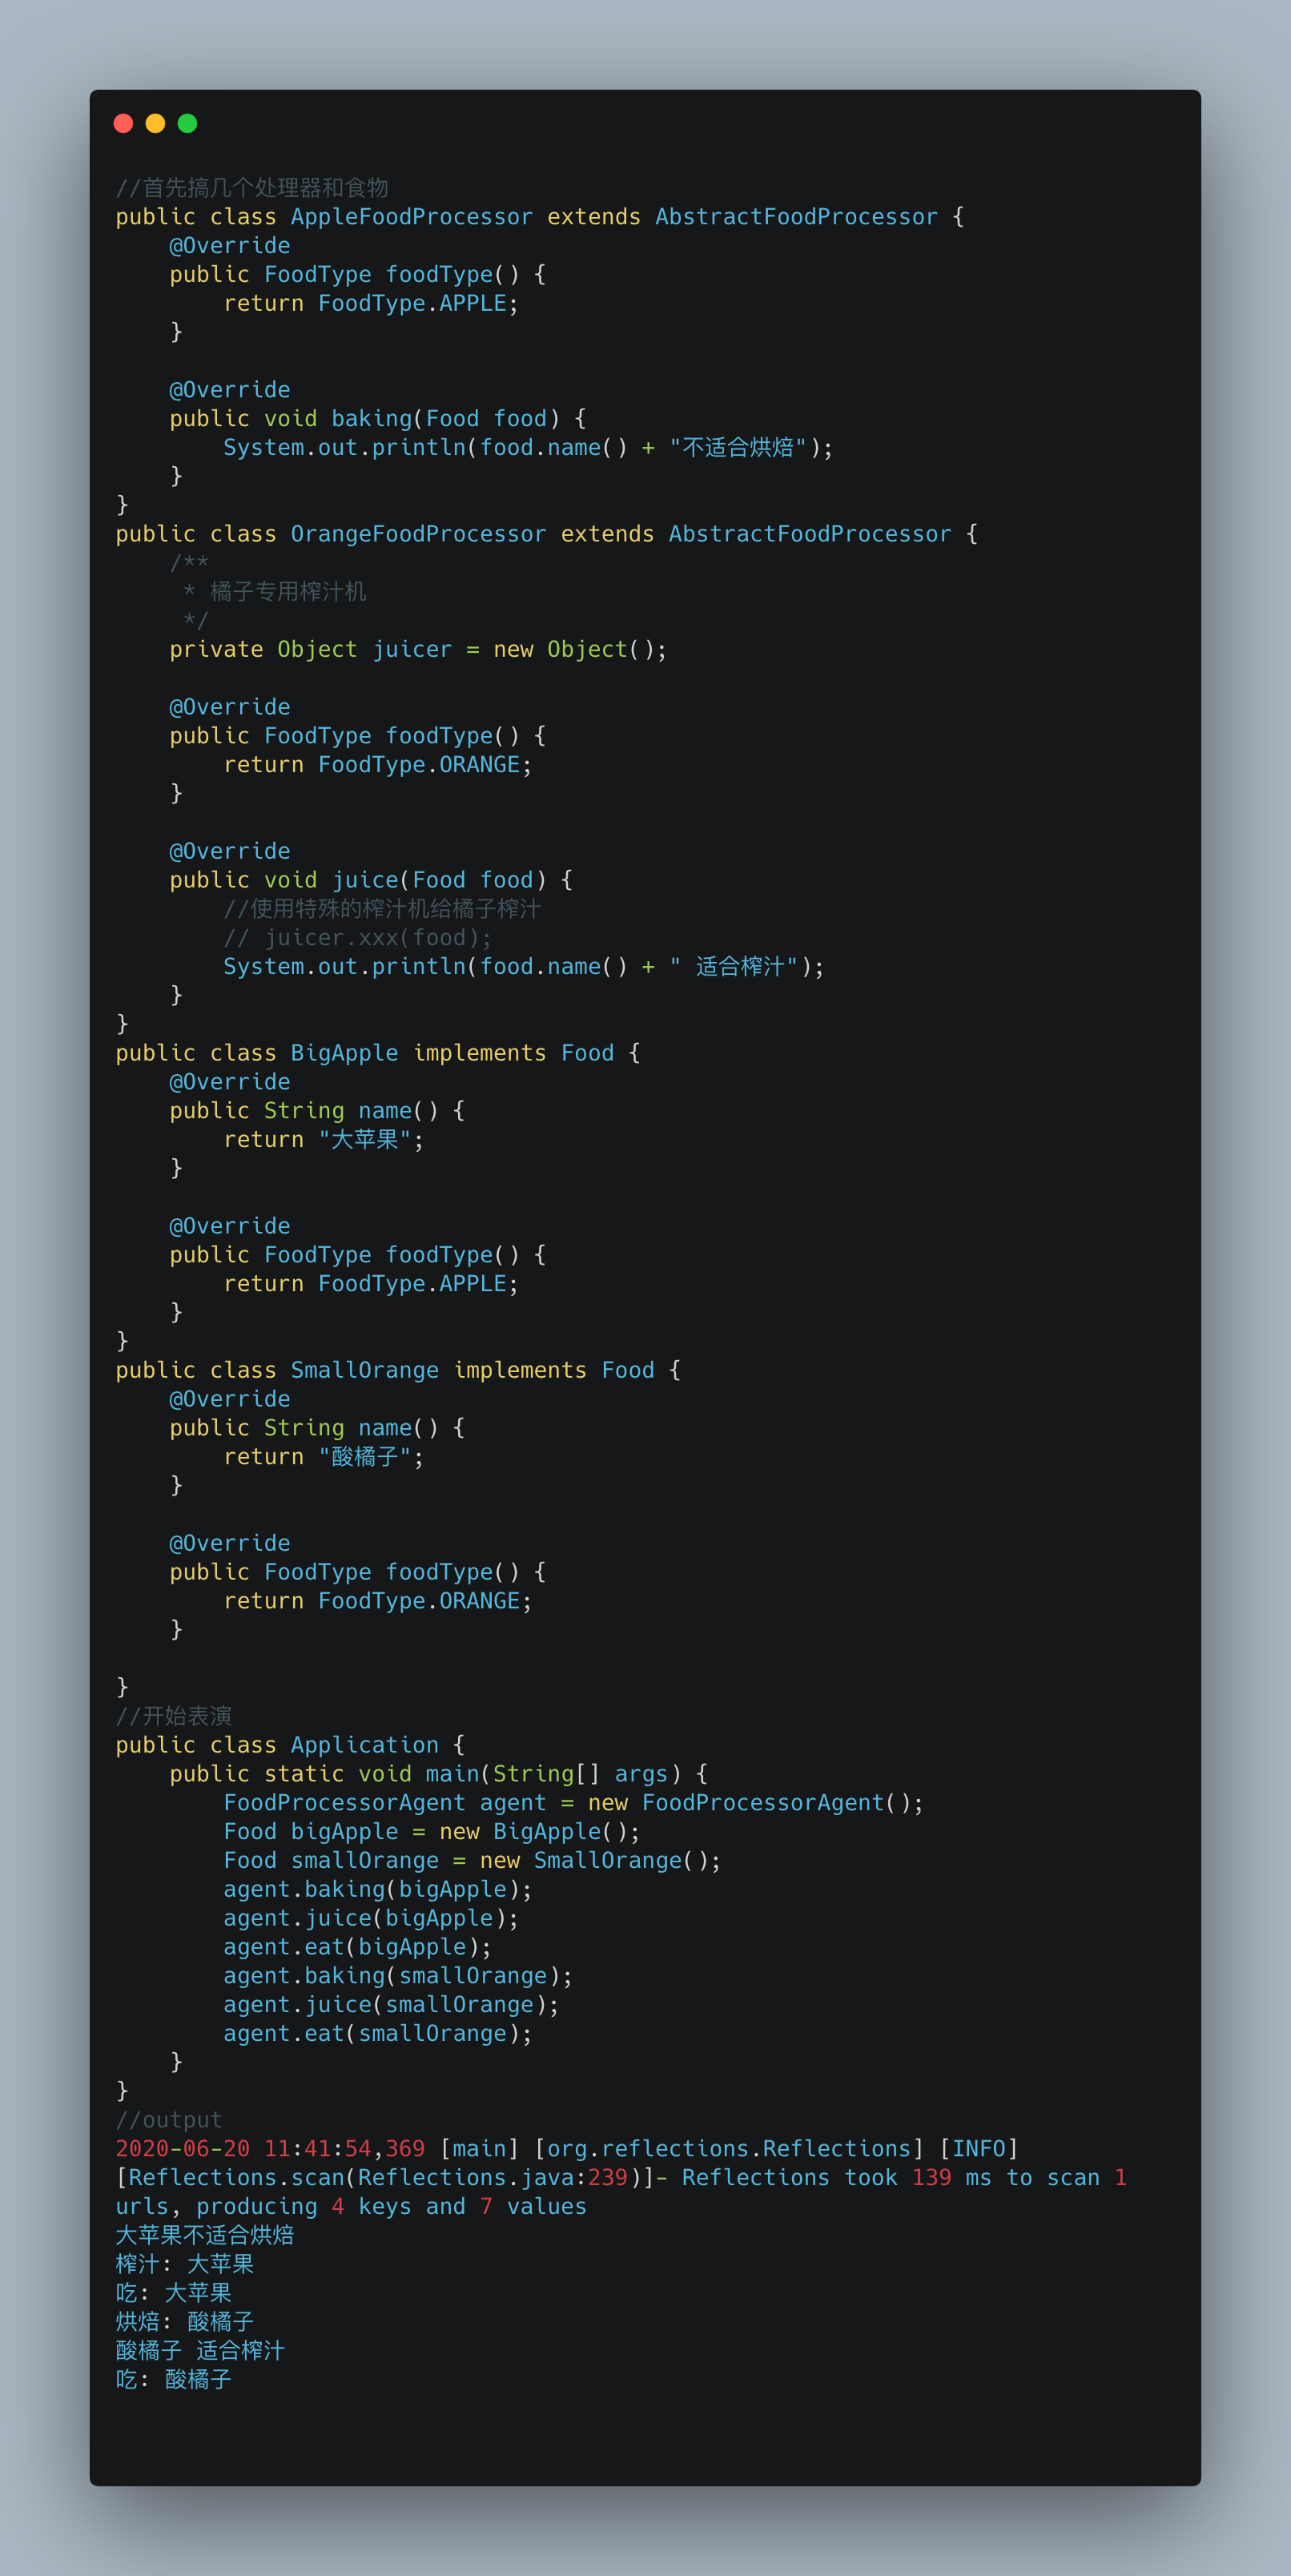 //首先搞几个处理器和食物
public class AppleFoodProcessor extends AbstractFoodProcessor {
    @Override
    public FoodType foodType() {
        return FoodType.APPLE;
    }

    @Override
    public void baking(Food food) {
        System.out.println(food.name() + "不适合烘焙");
    }
}
public class OrangeFoodProcessor extends AbstractFoodProcessor {
    /**
     * 橘子专用榨汁机
     */
    private Object juicer = new Object();

    @Override
    public FoodType foodType() {
        return FoodType.ORANGE;
    }

    @Override
    public void juice(Food food) {
        //使用特殊的榨汁机给橘子榨汁
        // juicer.xxx(food);
        System.out.println(food.name() + " 适合榨汁");
    }
}
public class BigApple implements Food {
    @Override
    public String name() {
        return "大苹果";
    }

    @Override
    public FoodType foodType() {
        return FoodType.APPLE;
    }
}
public class SmallOrange implements Food {
    @Override
    public String name() {
        return "酸橘子";
    }

    @Override
    public FoodType foodType() {
        return FoodType.ORANGE;
    }

}
//开始表演
public class Application {
    public static void main(String[] args) {
        FoodProcessorAgent agent = new FoodProcessorAgent();
        Food bigApple = new BigApple();
        Food smallOrange = new SmallOrange();
        agent.baking(bigApple);
        agent.juice(bigApple);
        agent.eat(bigApple);
        agent.baking(smallOrange);
        agent.juice(smallOrange);
        agent.eat(smallOrange);
    }
}
//output
2020-06-20 11:41:54,369 [main] [org.reflections.Reflections] [INFO]
[Reflections.scan(Reflections.java:239)]- Reflections took 139 ms to scan 1
urls, producing 4 keys and 7 values
大苹果不适合烘焙
榨汁: 大苹果
吃: 大苹果
烘焙: 酸橘子
酸橘子 适合榨汁
吃: 酸橘子